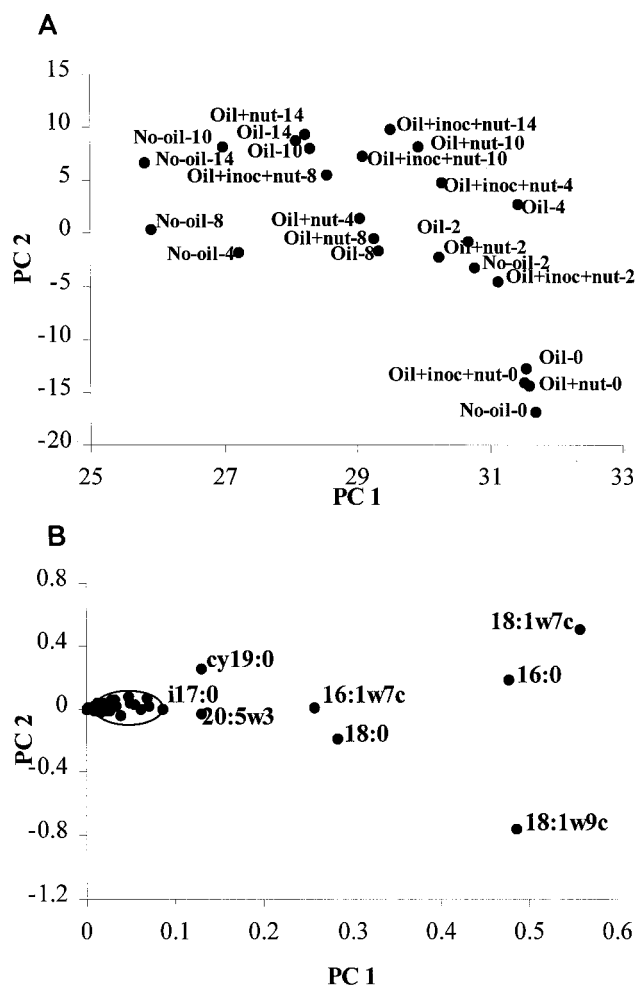 A
15
10
5
0
-5
-10
-15
-20
PC 2
Oil+nut-14
Oil-14
No-oil-10
Oil-10
No-oil-14
Oil+inoc+nut-8
Oil+inoc+nut-14
Oil+nut-10
Oil+inoc+nut-10
Oil+inoc+nut-4
Oil-4
No-oil-8
Oil+nut-4
Oil+nut-8
Oil-8
No-oil-4
Oil-2
Oil+nut-2
No-oil-2
Oil+inoc+nut-2
Oil-0
Oil+inoc+nut-0
Oil+nut-0
No-oil-0
25 27 29 31 33
PC 1
B
0.8
0.4
0
-0.4
-0.8
-1.2
PC 2
18:1w7c
cy19:0
16:0
i17:0
16:1w7c
20:5w3
18:0
18:1w9c
0 0.1 0.2 0.3 0.4 0.5 0.6
PC 1